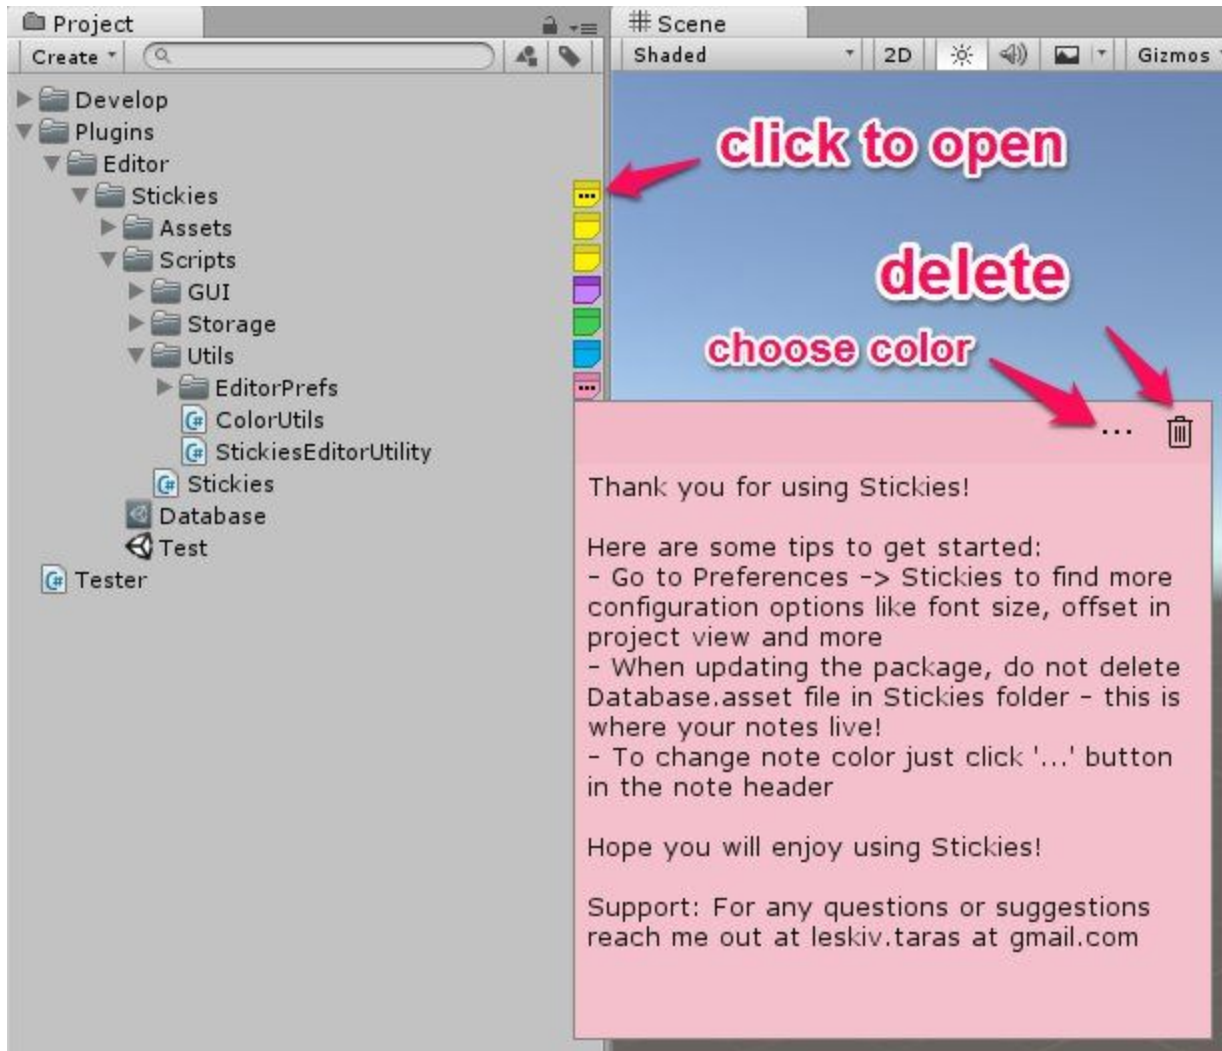 Project
Scene
Create
Shaded
2D
Gizmos
Develop
Plugins
Editor
Stickies
Assets
Scripts
GUI
Storage
Utils
EditorPrefs
ColorUtils
StickiesEditorUtility
Stickies
Database
Test
Tester
click to open
delete
choose color
...
Thank you for using Stickies!
Here are some tips to get started:
- Go to Preferences -> Stickies to find more
configuration options like font size, offset in
project view and more
- When updating the package, do not delete
Database.asset file in Stickies folder - this is
where your notes live!
- To change note color just click '...' button
in the note header
Hope you will enjoy using Stickies!
Support: For any questions or suggestions
reach me out at leskiv.taras at gmail.com